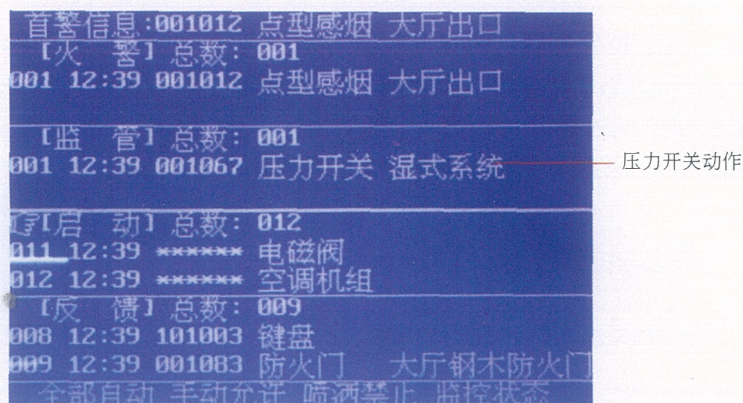 首警信息:001012 点型感烟 大厅出口
[火 警] 总数: 001
001 12:39 001012 点型感烟 大厅出口
[监 管] 总数: 001
001 12:39 001067 压力开关 湿式系统
压力开关动作
[启 动] 总数: 012
011 12:39 ****** 电磁阀
012 12:39 ****** 空调机组
[反 馈] 总数: 009
008 12:39 101003 键盘
009 12:39 001083 防火门 大厅钢木防火门
全部自动 手动允许 喷洒禁止 监控状态